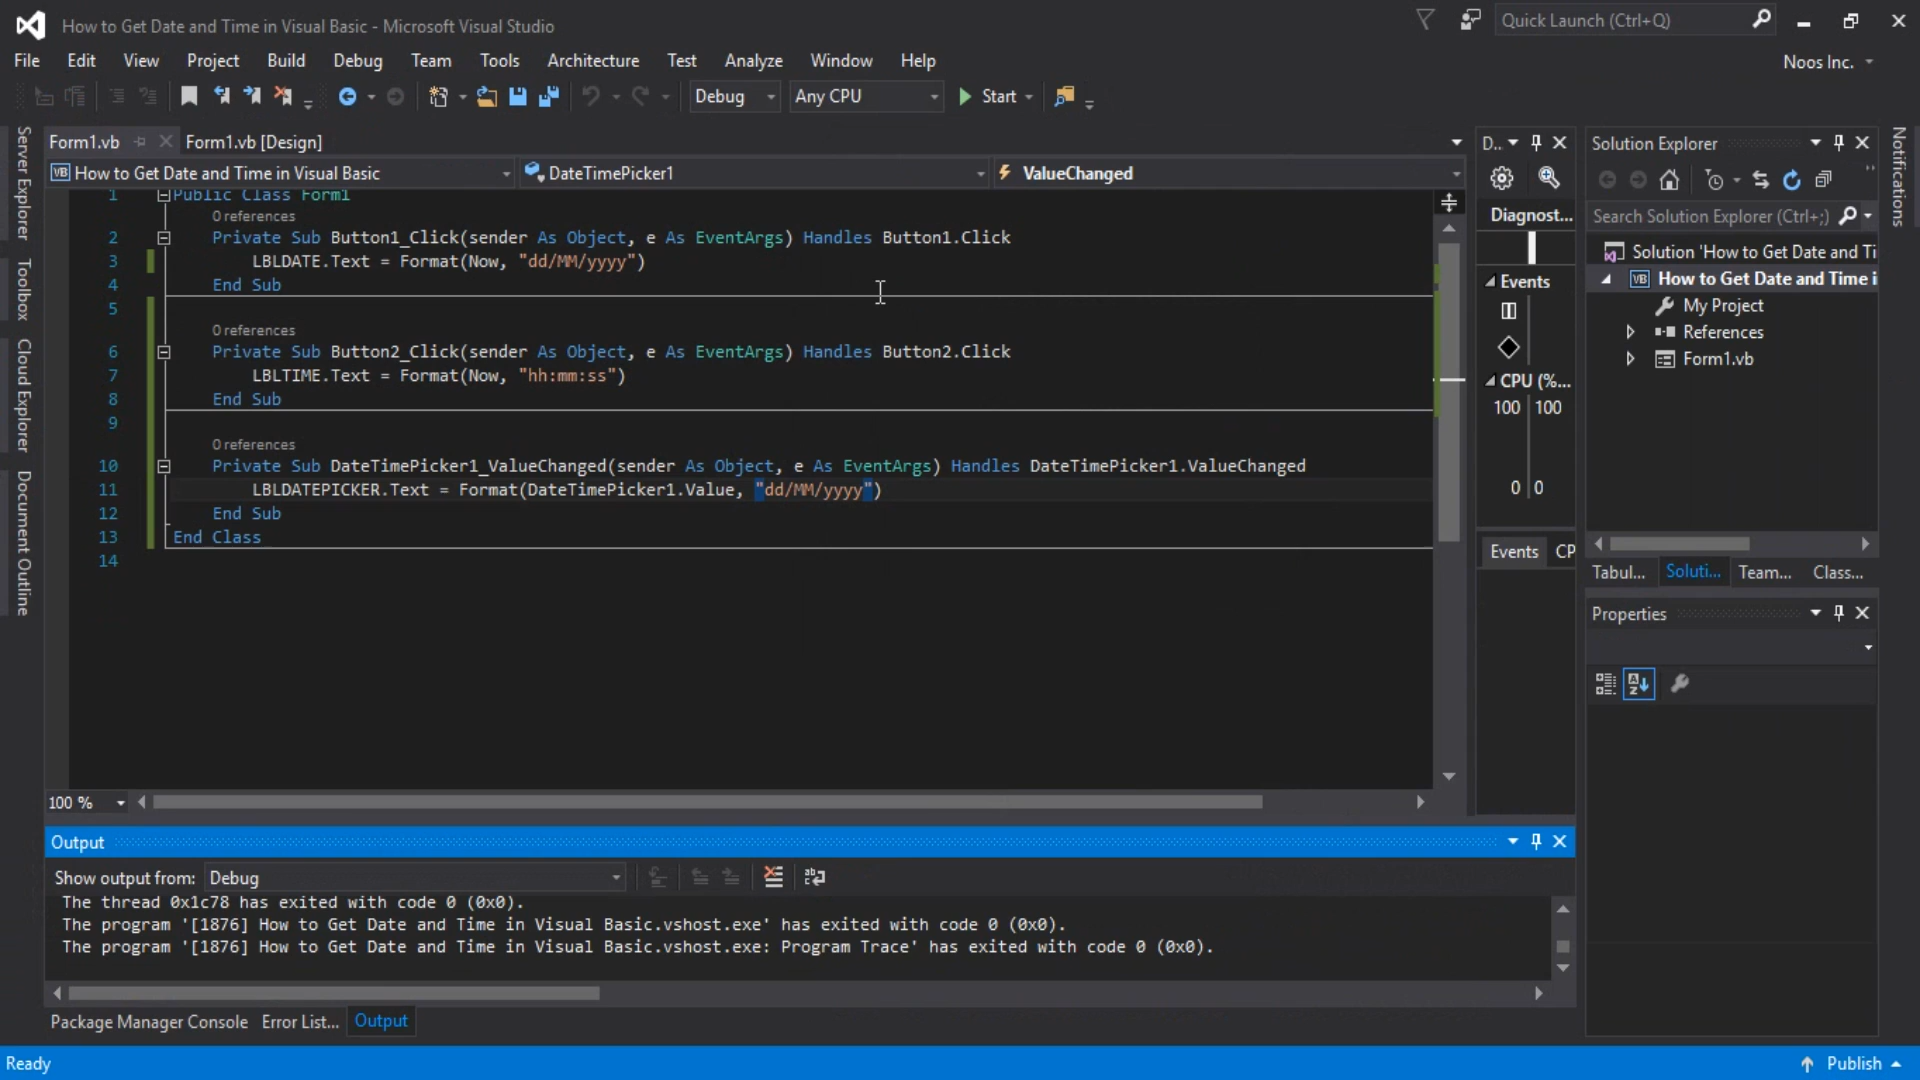 How to Get Date and Time in Visual Basic - Microsoft Visual Studio
Quick Launch (Ctrl+Q)
File Edit View Project Build Debug Team Tools Architecture Test Analyze Window Help
Noos Inc.
Debug Any CPU Start
Server Explorer
Toolbox
Cloud Explorer
Document Outline
Form1.vb Form1.vb [Design]
How to Get Date and Time in Visual Basic DateTimePicker1 ValueChanged
1 Public Class Form1
0 references
2 Private Sub Button1_Click(sender As Object, e As EventArgs) Handles Button1.Click
3 LBLDATE.Text = Format(Now, "dd/MM/yyyy")
4 End Sub
5
0 references
6 Private Sub Button2_Click(sender As Object, e As EventArgs) Handles Button2.Click
7 LBLTIME.Text = Format(Now, "hh:mm:ss")
8 End Sub
9
0 references
10 Private Sub DateTimePicker1_ValueChanged(sender As Object, e As EventArgs) Handles DateTimePicker1.ValueChanged
11 LBLDATEPICKER.Text = Format(DateTimePicker1.Value, "dd/MM/yyyy")
12 End Sub
13 End Class
14
100 %
D..
Diagnost...
Events
CPU (%...
100 100
0 0
Events CP
Solution Explorer
Search Solution Explorer (Ctrl+;)
Solution 'How to Get Date and Ti
VB How to Get Date and Time i
My Project
References
Form1.vb
Tabul... Soluti... Team... Class...
Properties
Notifications
Output
Show output from: Debug
The thread 0x1c78 has exited with code 0 (0x0).
The program '[1876] How to Get Date and Time in Visual Basic.vshost.exe' has exited with code 0 (0x0).
The program '[1876] How to Get Date and Time in Visual Basic.vshost.exe: Program Trace' has exited with code 0 (0x0).
Package Manager Console Error List... Output
Ready
Publish